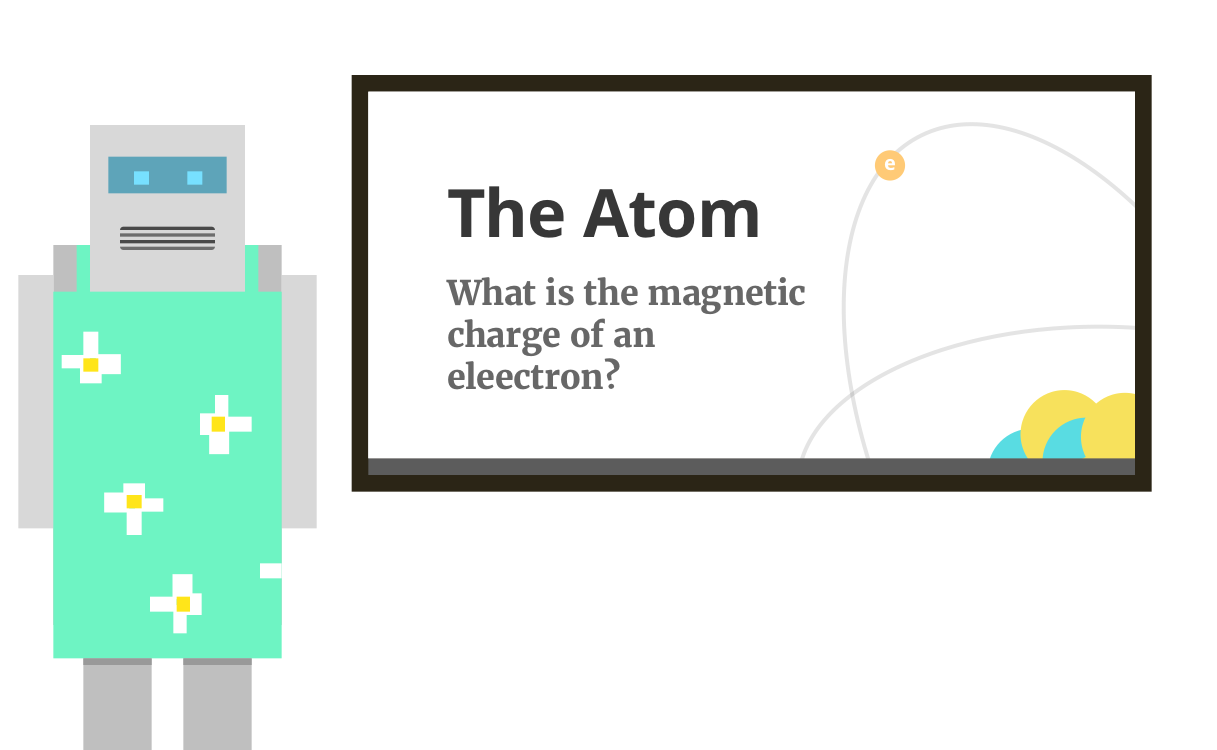 e
The Atom
What is the magnetic
charge of an
eleectron?